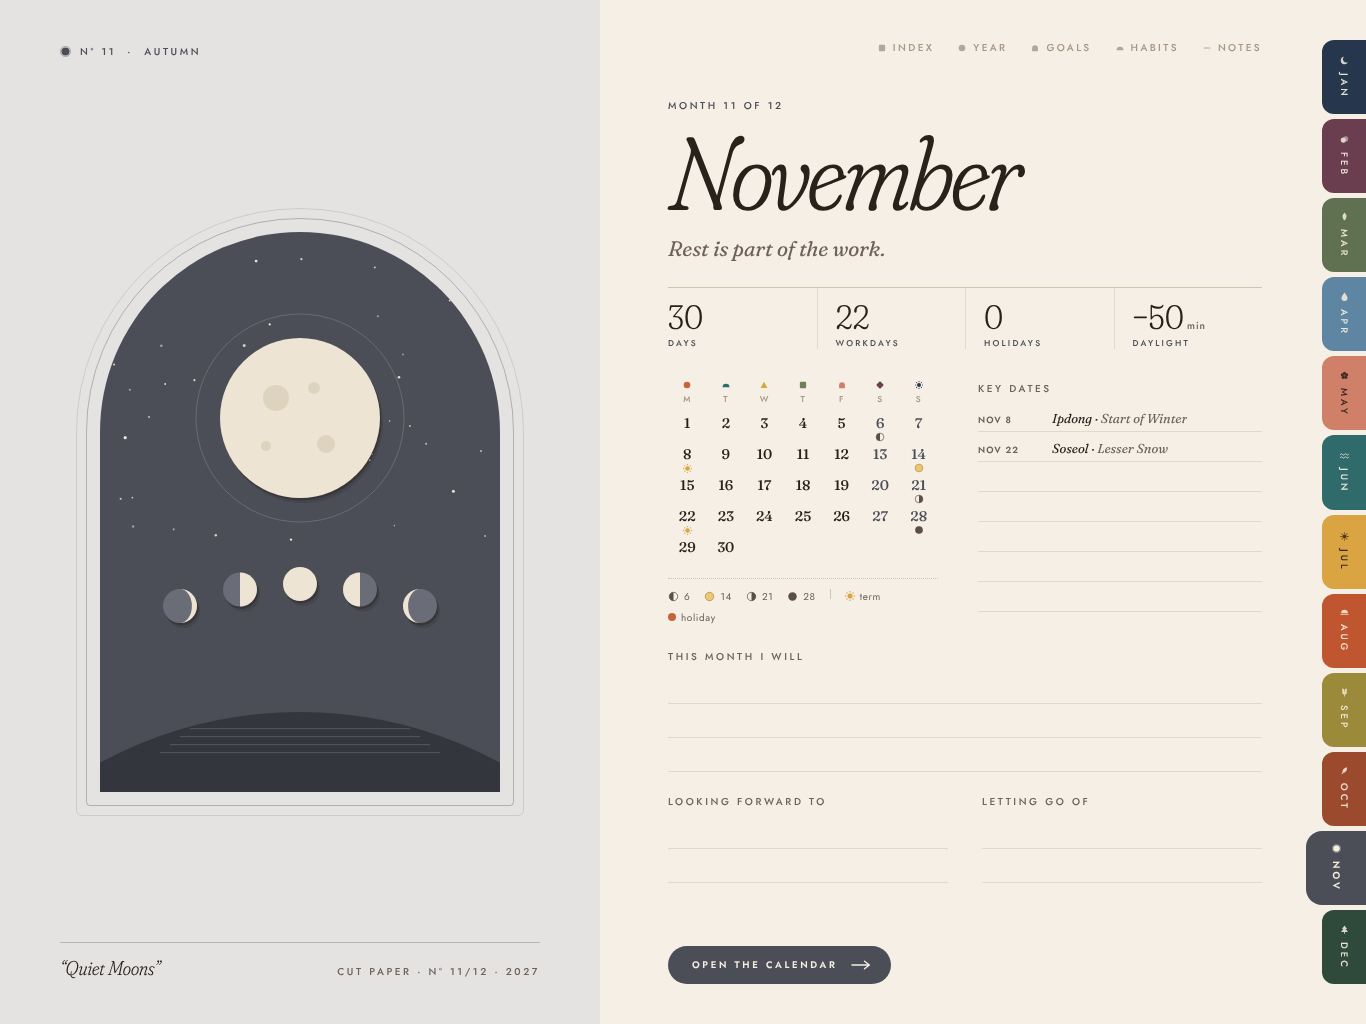 N° 11 · AUTUMN
“Quiet Moons”
CUT PAPER · N° 11/12 · 2027
INDEX YEAR GOALS HABITS NOTES
MONTH 11 OF 12
November
Rest is part of the work.
30 DAYS
22 WORKDAYS
0 HOLIDAYS
−50 min DAYLIGHT
M T W T F S S
1 2 3 4 5 6 7
8 9 10 11 12 13 14
15 16 17 18 19 20 21
22 23 24 25 26 27 28
29 30
6 14 21 28 term
holiday
KEY DATES
NOV 8 Ipdong · Start of Winter
NOV 22 Soseol · Lesser Snow
THIS MONTH I WILL
LOOKING FORWARD TO
LETTING GO OF
OPEN THE CALENDAR
JAN
FEB
MAR
APR
MAY
JUN
JUL
AUG
SEP
OCT
NOV
DEC